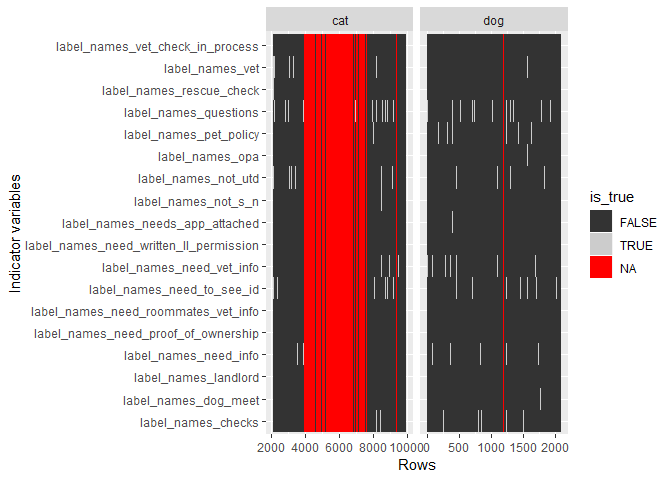 cat dog
label_names_vet_check_in_process
label_names_vet
label_names_rescue_check
label_names_questions
label_names_pet_policy
label_names_opa
label_names_not_utd
label_names_not_s_n
label_names_needs_app_attached
label_names_need_written_ll_permission
label_names_need_vet_info
label_names_need_to_see_id
label_names_need_roommates_vet_info
label_names_need_proof_of_ownership
label_names_need_info
label_names_landlord
label_names_dog_meet
label_names_checks
Indicator variables
2000 4000 6000 8000 10000 500 1000 1500 2000
Rows
is_true
FALSE
TRUE
NA